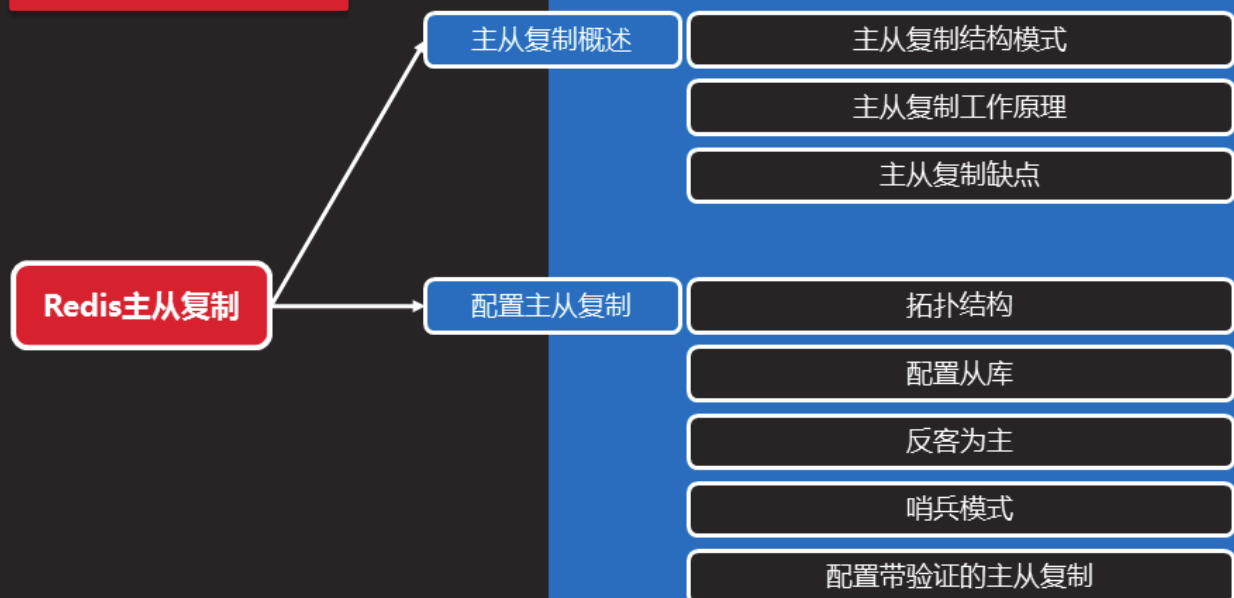 主从复制概述
主从复制结构模式
主从复制工作原理
主从复制缺点
Redis主从复制
配置主从复制
拓扑结构
配置从库
反客为主
哨兵模式
配置带验证的主从复制